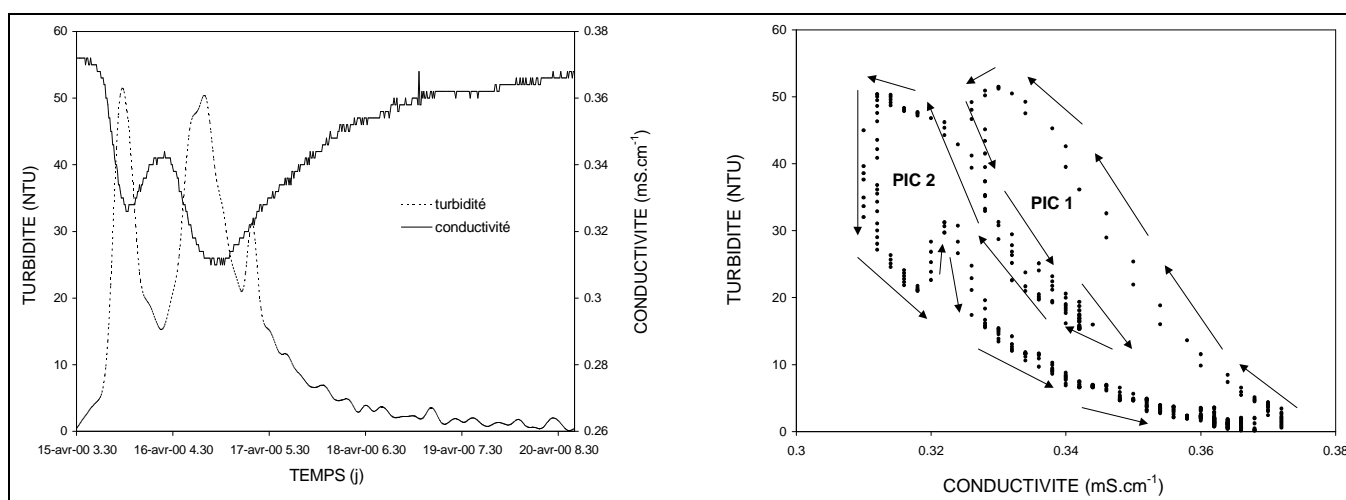 60
50
40
30
20
10
0
TURBIDITE (NTU)
0.38
0.36
0.34
0.32
0.3
0.28
0.26
CONDUCTIVITE (mS.cm-1)
turbidité
conductivité
15-avr-00 3.30
16-avr-00 4.30
17-avr-00 5.30
18-avr-00 6.30
19-avr-00 7.30
20-avr-00 8.30
TEMPS (j)
60
50
40
30
20
10
0
TURBIDITE (NTU)
PIC 2
PIC 1
0.3
0.32
0.34
0.36
0.38
CONDUCTIVITE (mS.cm-1)